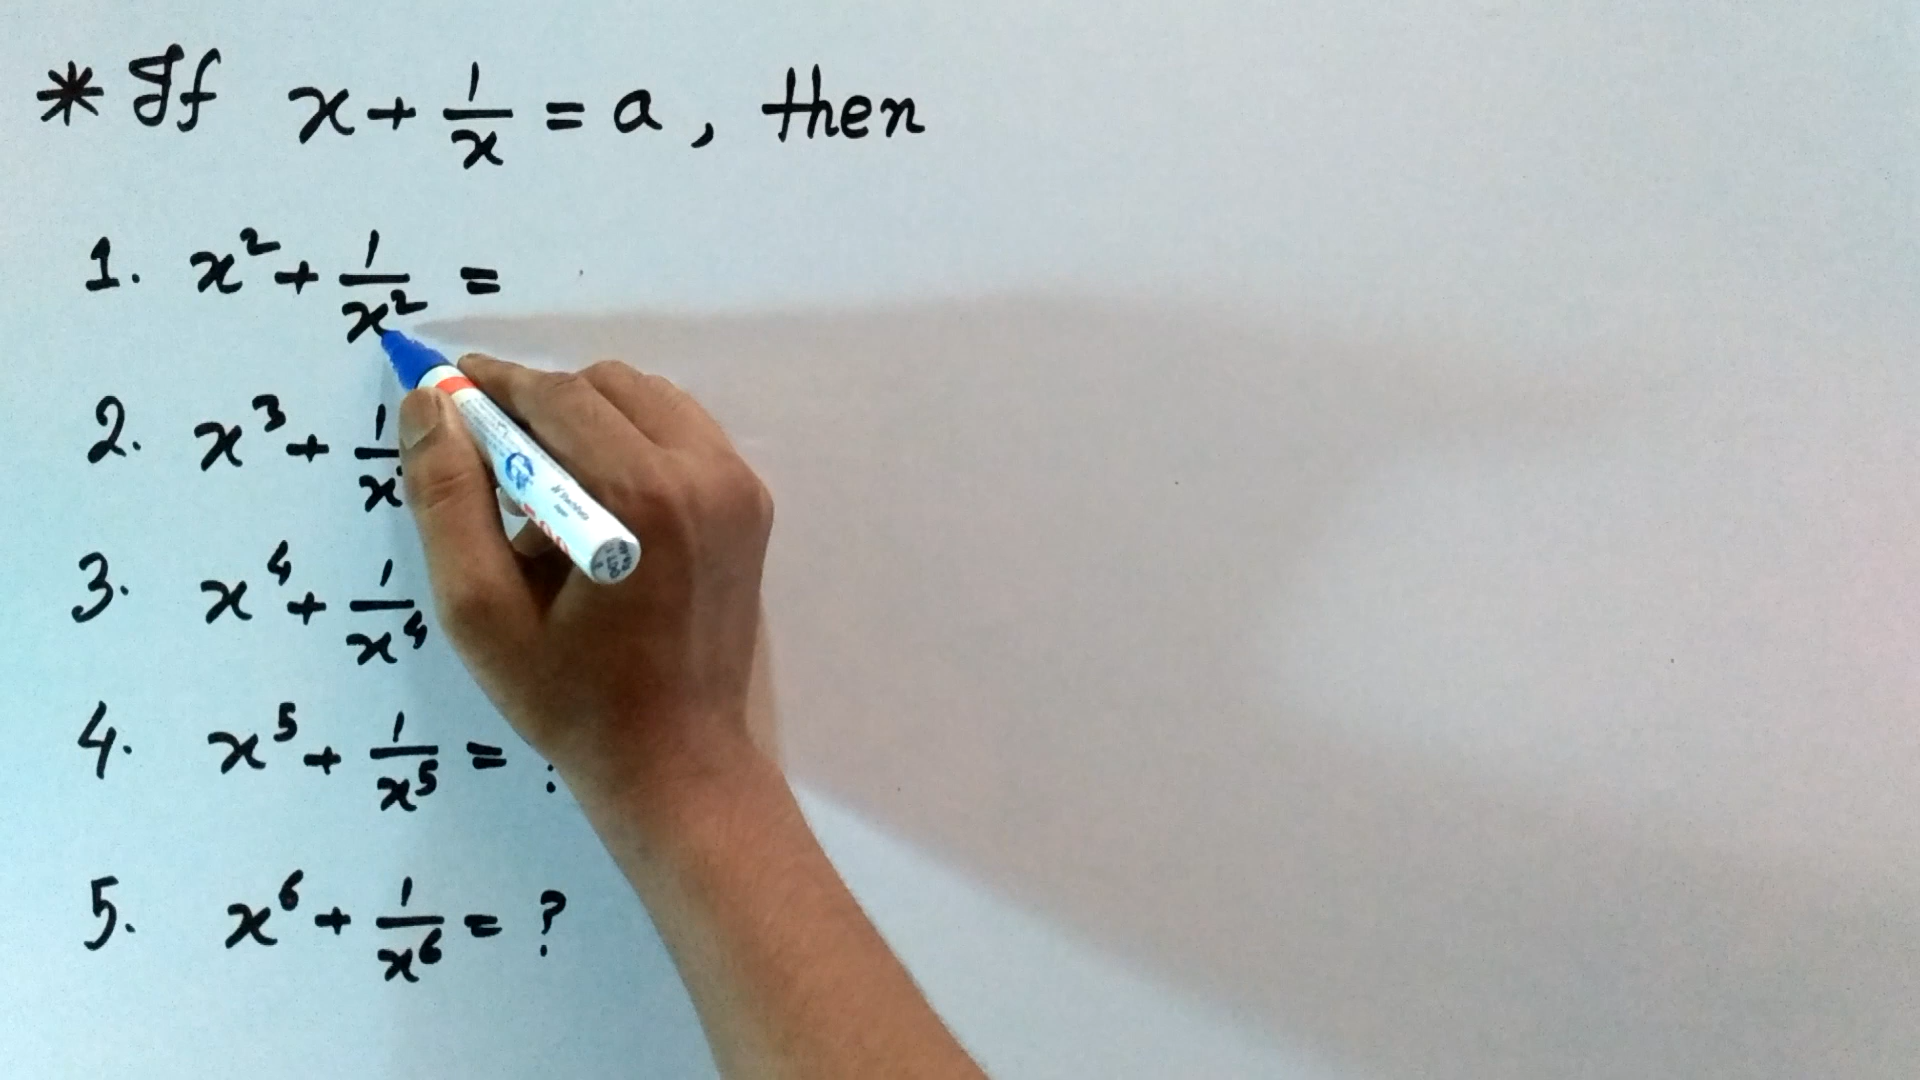 * If x + 1/x = a, then
1. x² + 1/x² =
2. x³ + 1/x
3. x⁴ + 1/x⁴
4. x⁵ + 1/x⁵ =
5. x⁶ + 1/x⁶ = ?